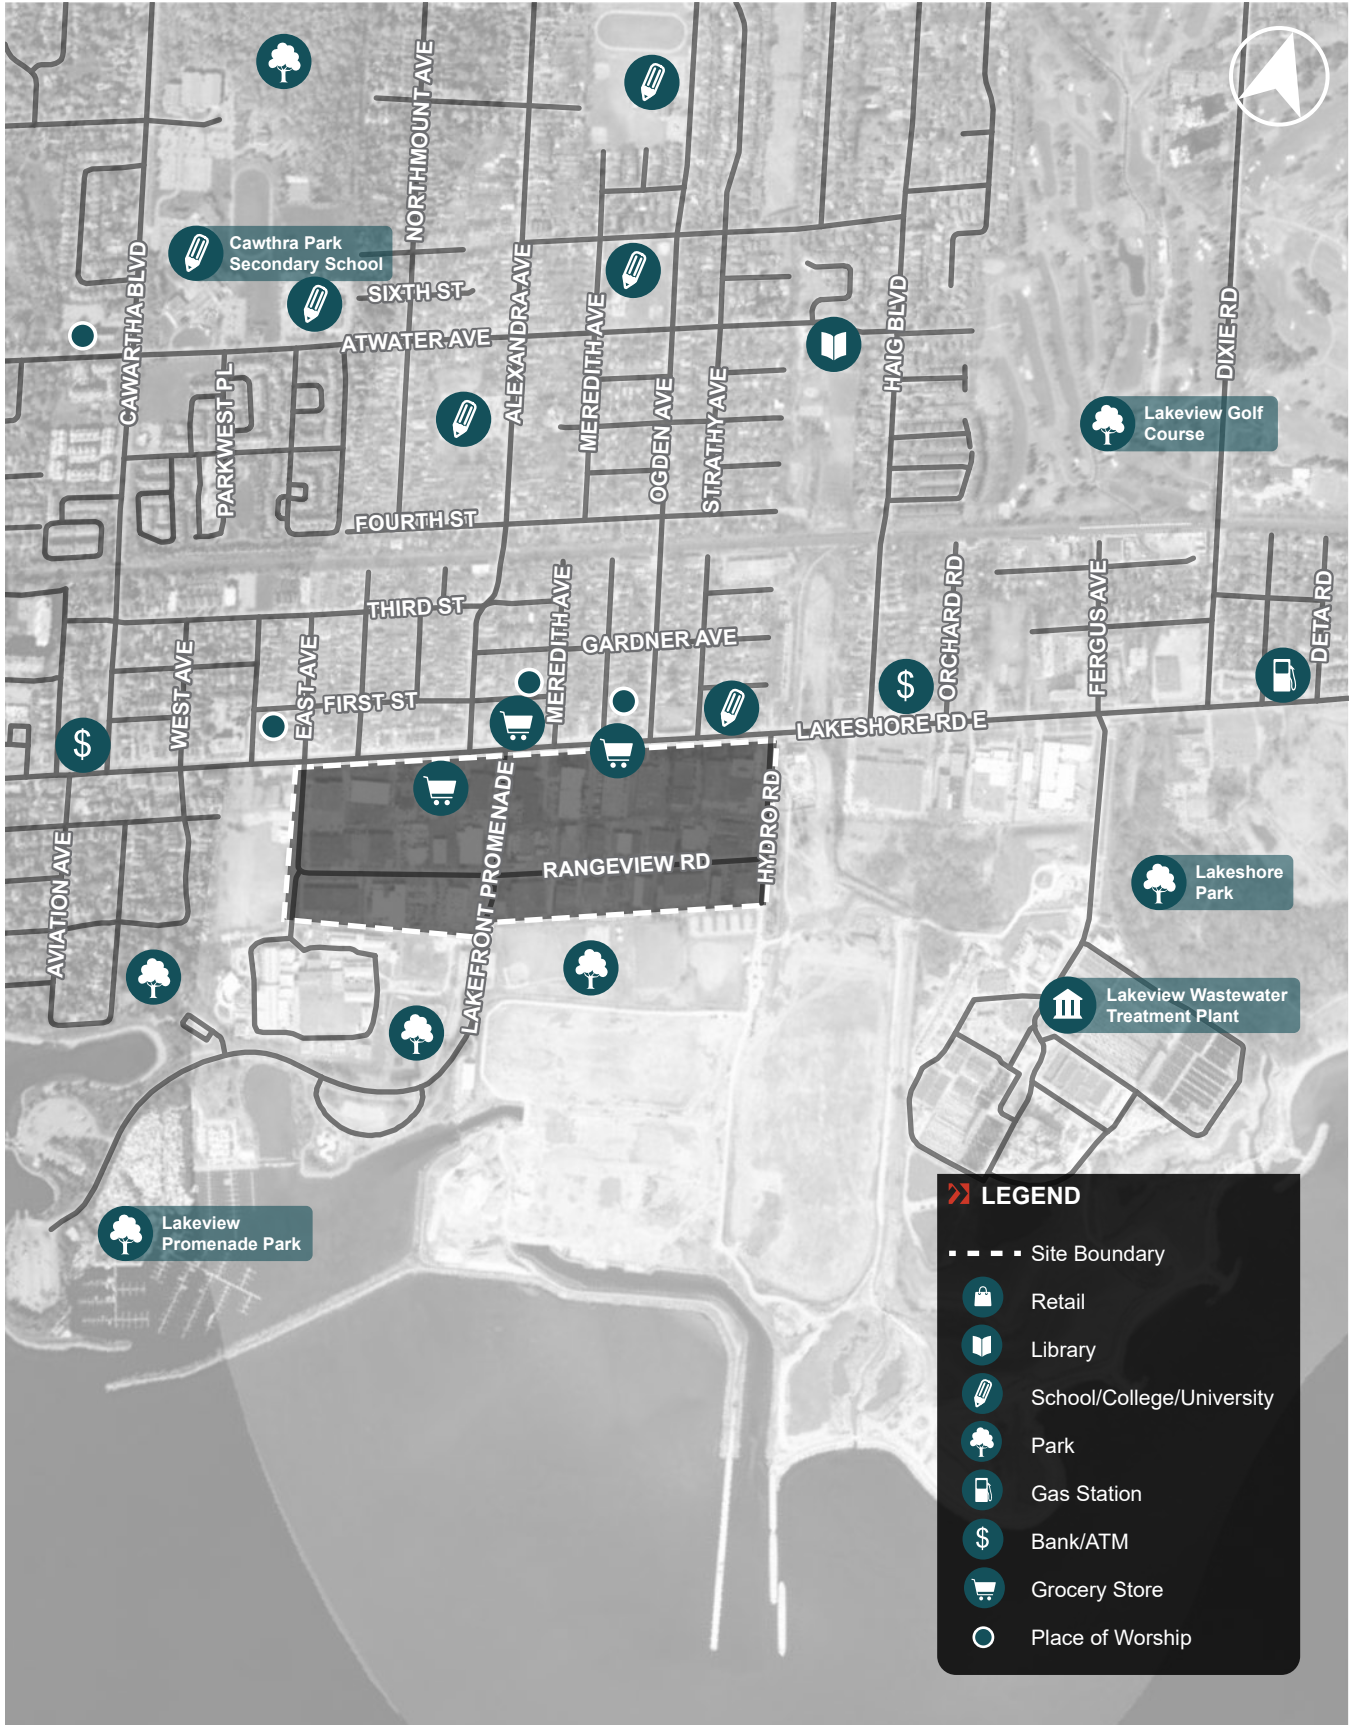 NORTHMOUNT AVE
Cawthra Park
Secondary School
SIXTH ST
ATWATER AVE
CAWARTHA BLVD
PARKWEST PL
ALEXANDRA AVE
MEREDITH AVE
OGDEN AVE
STRATHY AVE
HAIG BLVD
DIXIE RD
Lakeview Golf
Course
FOURTH ST
THIRD ST
MEREDITH AVE
GARDNER AVE
ORCHARD RD
FERGUS AVE
DETA RD
WEST AVE
EAST AVE
FIRST ST
$
$
LAKESHORE RD E
LAKEFRONT PROMENADE
HYDRO RD
RANGEVIEW RD
AVIATION AVE
Lakeshore
Park
Lakeview Wastewater
Treatment Plant
Lakeview
Promenade Park
LEGEND
Site Boundary
Retail
Library
School/College/University
Park
Gas Station
$ Bank/ATM
Grocery Store
Place of Worship